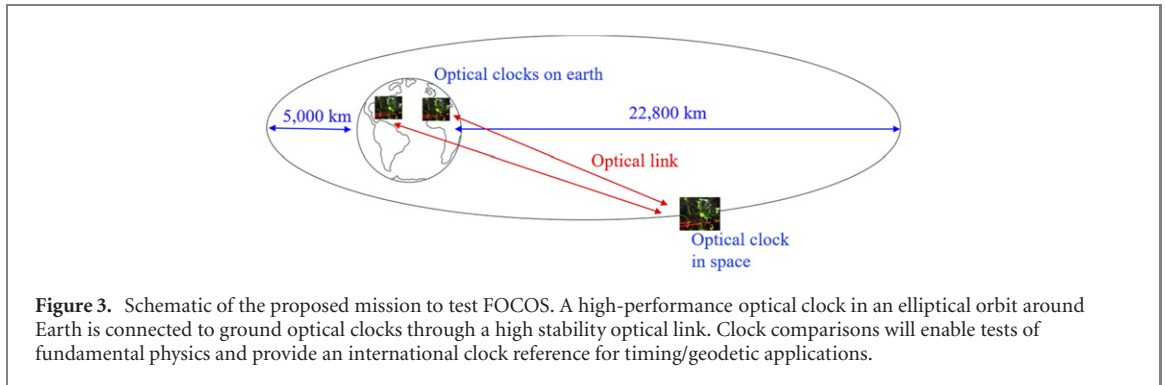 Optical clocks on earth
5,000 km
22,800 km
Optical link
Optical clock
in space
Figure 3. Schematic of the proposed mission to test FOCOS. A high-performance optical clock in an elliptical orbit around
Earth is connected to ground optical clocks through a high stability optical link. Clock comparisons will enable tests of
fundamental physics and provide an international clock reference for timing/geodetic applications.